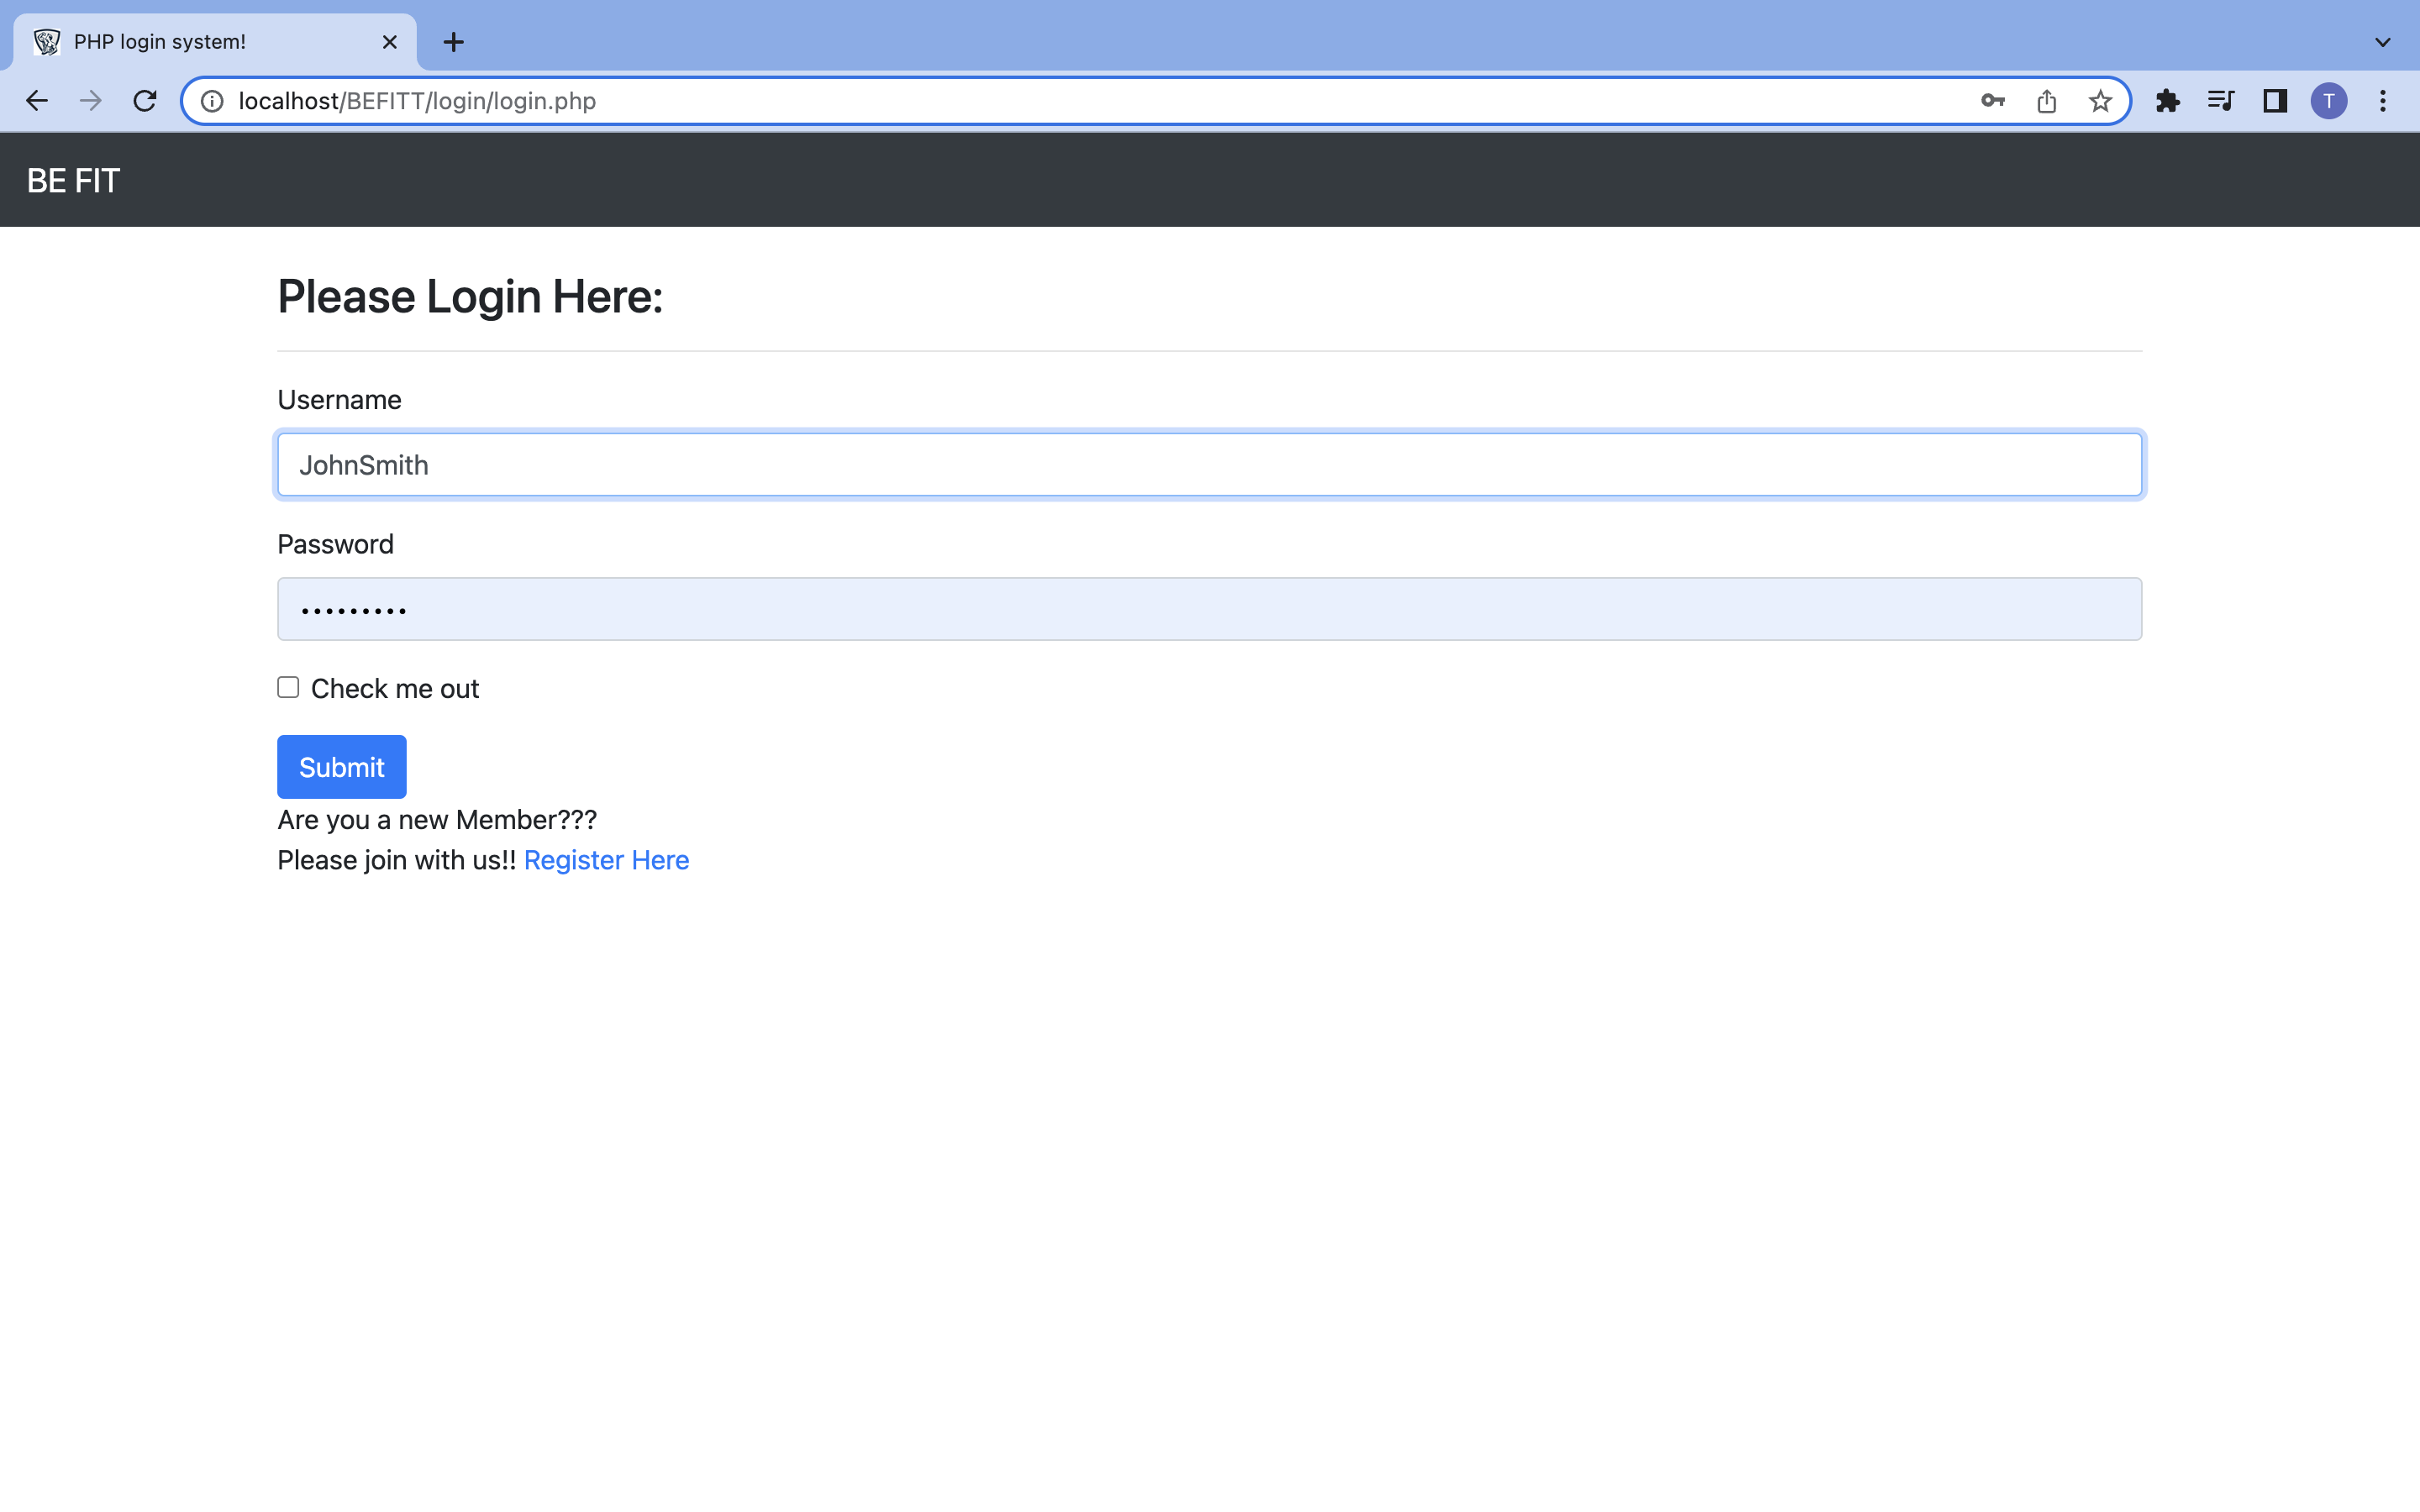 PHP login system!
localhost/BEFITT/login/login.php
T
BE FIT
Please Login Here:
Username
JohnSmith
Password
•••••••••
Check me out
Submit
Are you a new Member???
Please join with us!! Register Here